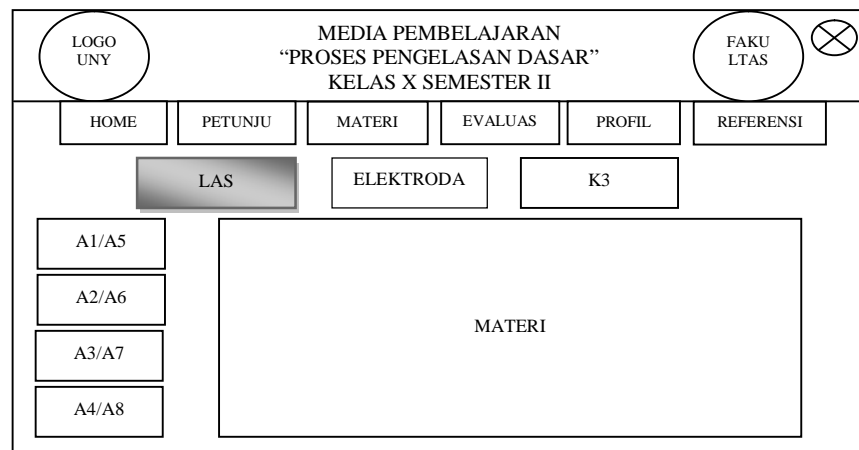 LOGO
UNY
MEDIA PEMBELAJARAN
“PROSES PENGELASAN DASAR”
KELAS X SEMESTER II
FAKU
LTAS
HOME
PETUNJU
MATERI
EVALUAS
PROFIL
REFERENSI
LAS
ELEKTRODA
K3
A1/A5
A2/A6
A3/A7
A4/A8
MATERI